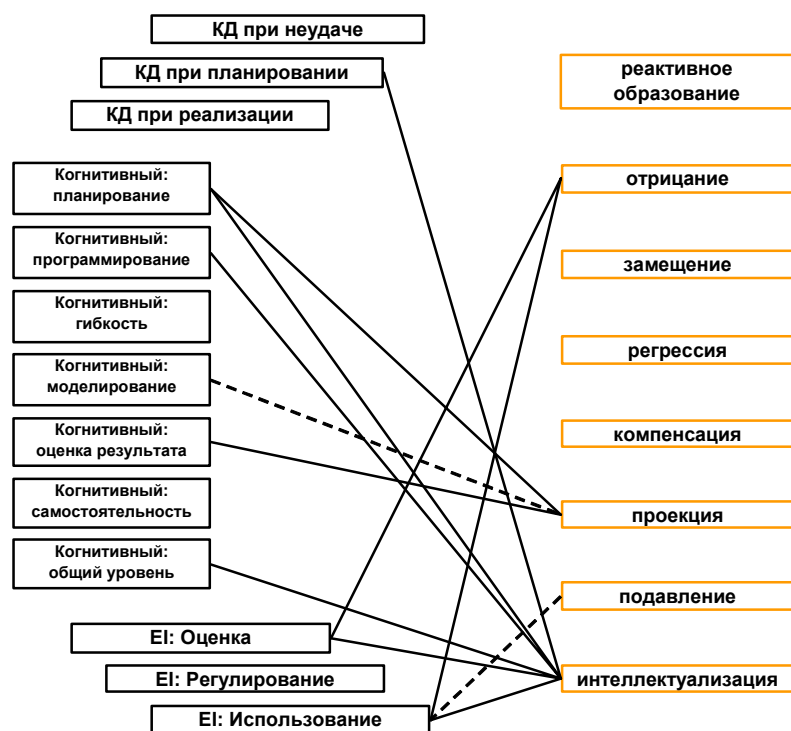 КД при неудаче
КД при планировании
КД при реализации
Когнитивный:
планирование
Когнитивный:
программирование
Когнитивный:
гибкость
Когнитивный:
моделирование
Когнитивный:
оценка результата
Когнитивный:
самостоятельность
Когнитивный:
общий уровень
EI: Оценка
EI: Регулирование
EI: Использование
реактивное
образование
отрицание
замещение
регрессия
компенсация
проекция
подавление
интеллектуализация